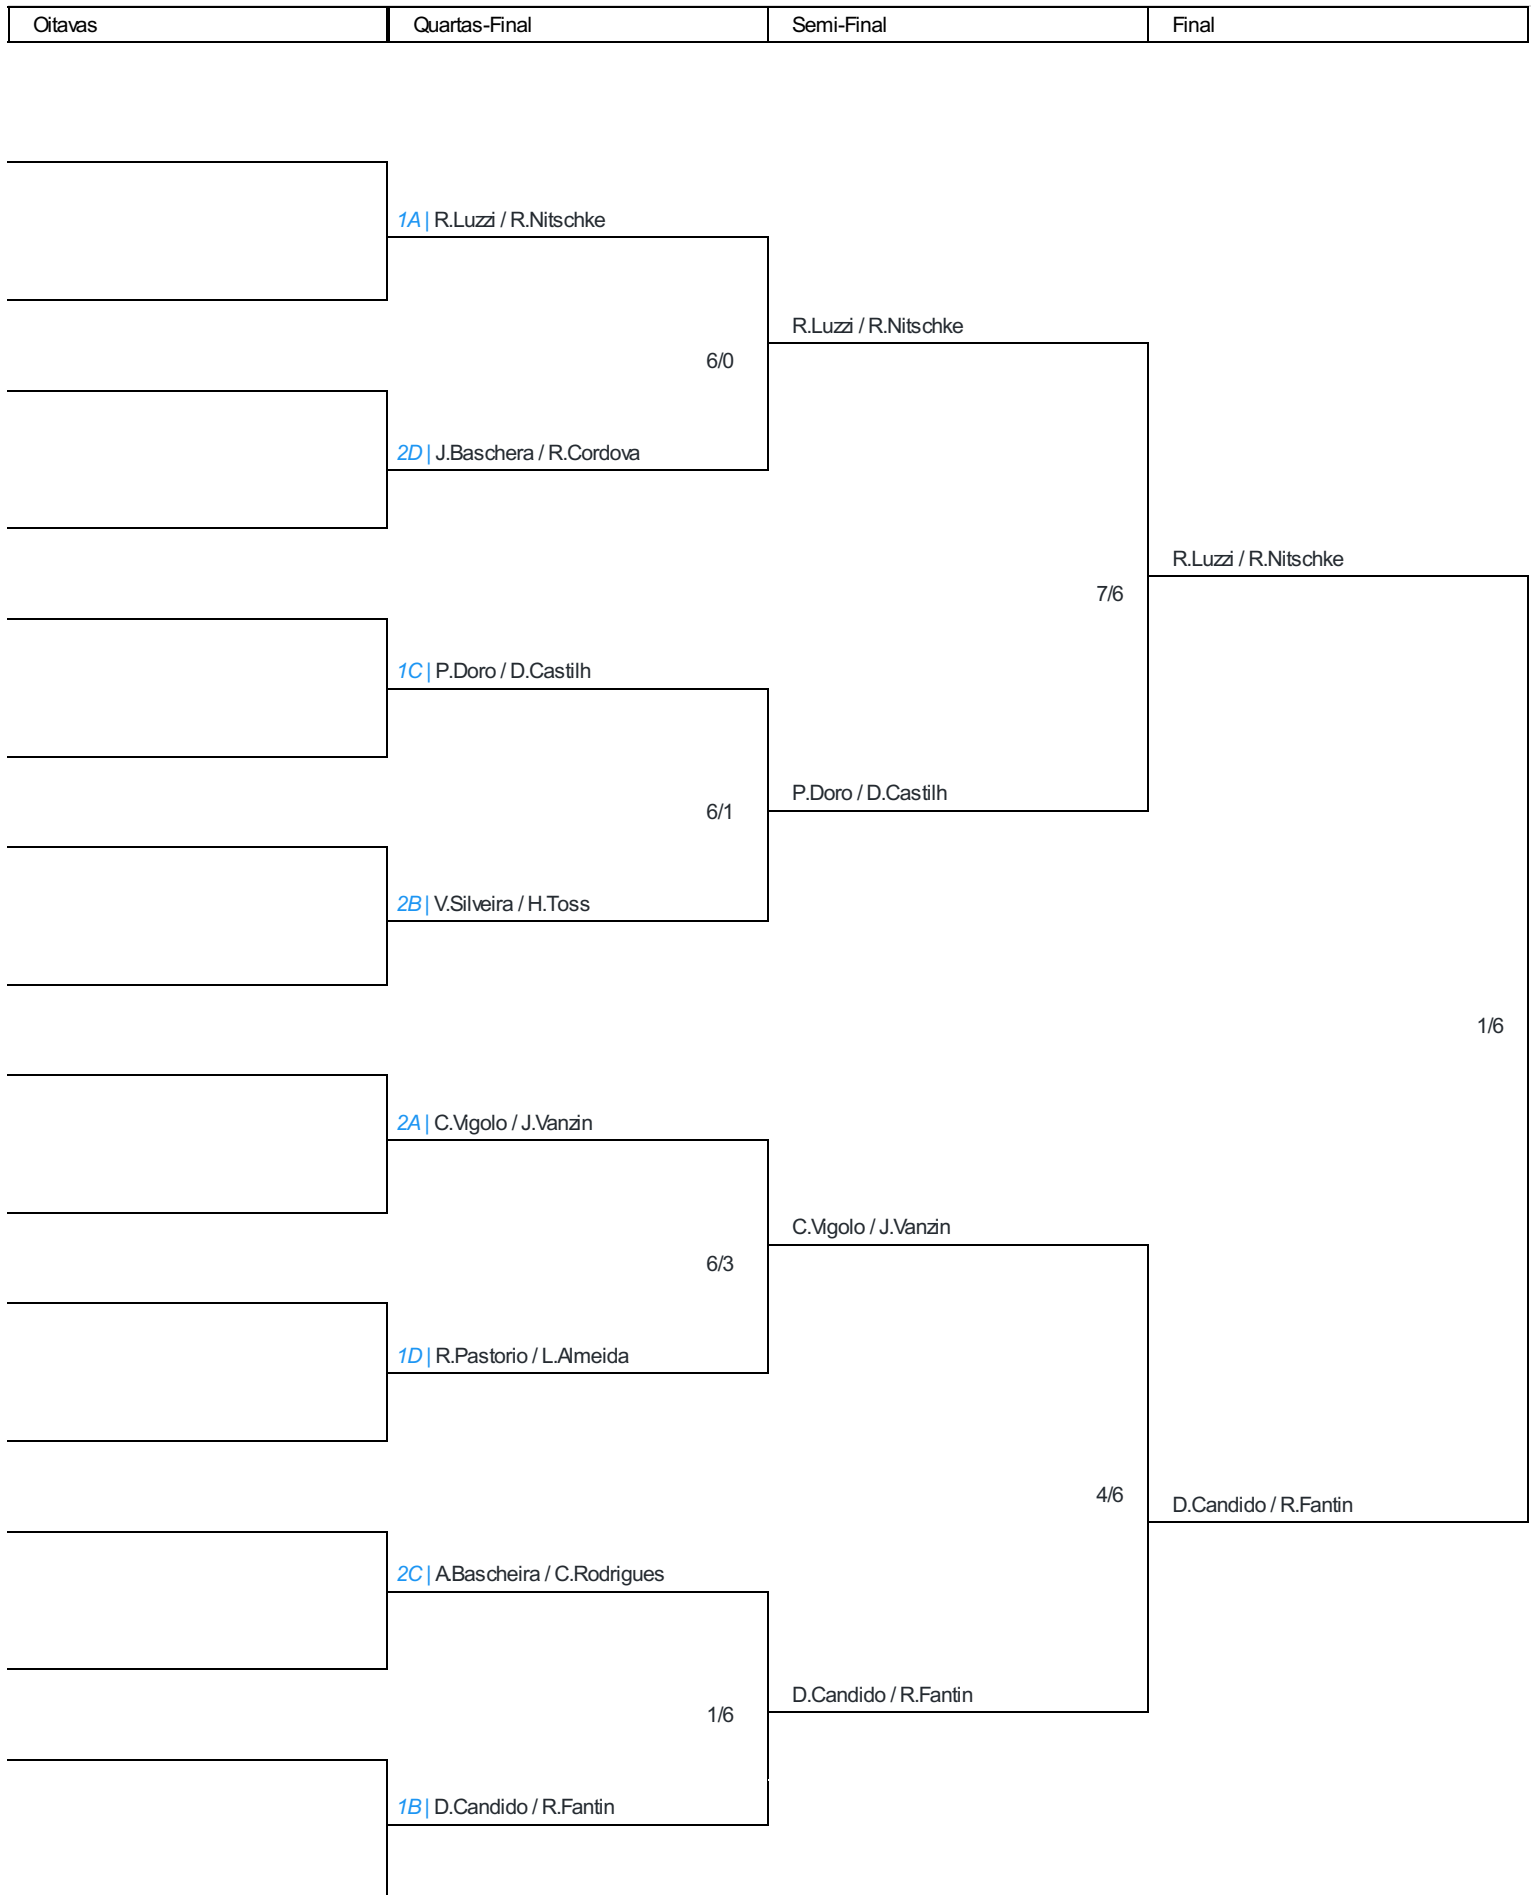 Oitavas
Quartas-Final
Semi-Final
Final
1A | R.Luzzi / R.Nitschke
R.Luzzi / R.Nitschke
6/0
2D | J.Baschera / R.Cordova
R.Luzzi / R.Nitschke
7/6
1C | P.Doro / D.Castilh
P.Doro / D.Castilh
6/1
2B | V.Silveira / H.Toss
1/6
2A | C.Vigolo / J.Vanzin
C.Vigolo / J.Vanzin
6/3
1D | R.Pastorio / L.Almeida
4/6
D.Candido / R.Fantin
2C | A.Bascheira / C.Rodrigues
D.Candido / R.Fantin
1/6
1B | D.Candido / R.Fantin